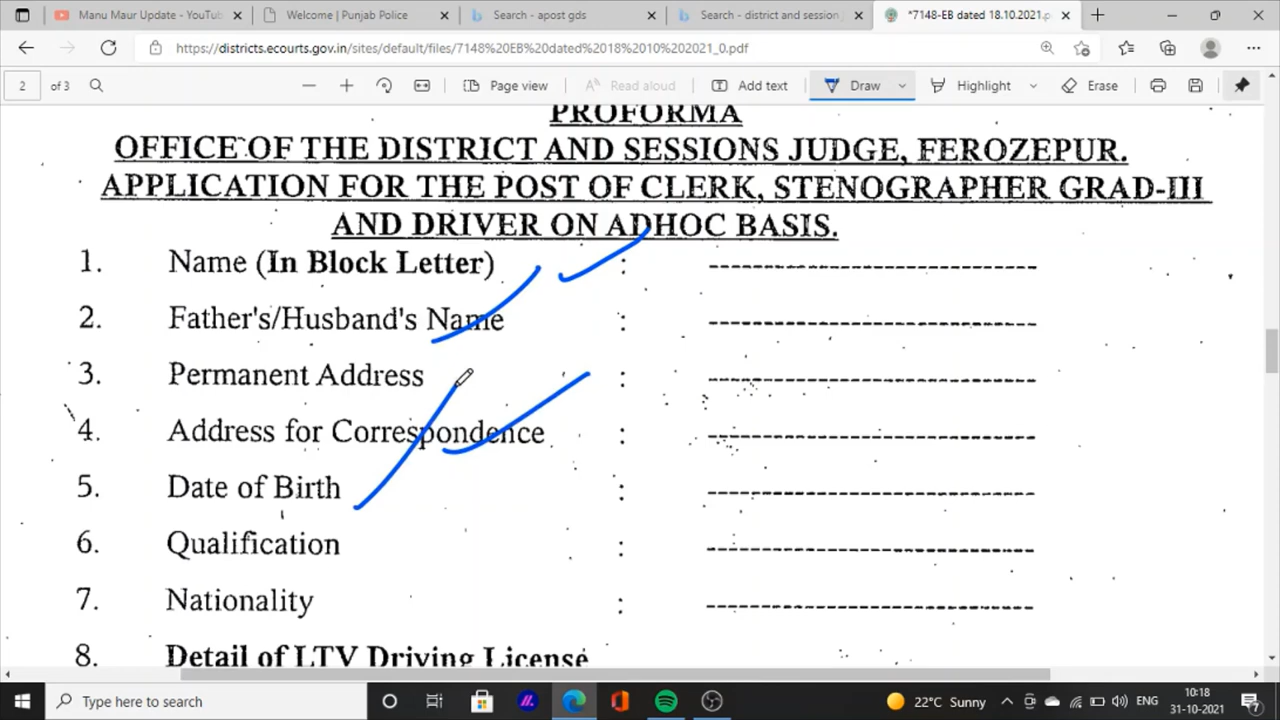 Manu Maur Update - YouTu
Welcome | Punjab Police
Search - apost gds
Search - district and session j
*7148-EB dated 18.10.2021.p
https://districts.ecourts.gov.in/sites/default/files/7148%20EB%20dated%2018%2010%202021_0.pdf
2 of 3
Page view
Read aloud
Add text
Draw
Highlight
Erase
PROFORMA
OFFICE OF THE DISTRICT AND SESSIONS JUDGE, FEROZEPUR.
APPLICATION FOR THE POST OF CLERK, STENOGRAPHER GRAD-III
AND DRIVER ON ADHOC BASIS.
1. Name (In Block Letter) : ------------------------------
2. Father's/Husband's Name : ------------------------------
3. Permanent Address : ------------------------------
4. Address for Correspondence : ------------------------------
5. Date of Birth : ------------------------------
6. Qualification : ------------------------------
7. Nationality : ------------------------------
8. Detail of LTV Driving License
Type here to search
22°C Sunny
ENG
10:18
31-10-2021
7